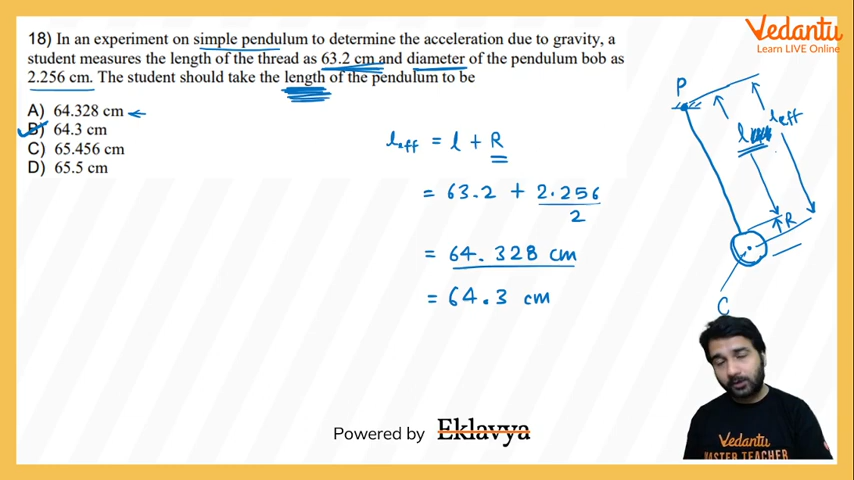 Vedantu
Learn LIVE Online
18) In an experiment on simple pendulum to determine the acceleration due to gravity, a
student measures the length of the thread as 63.2 cm and diameter of the pendulum bob as
2.256 cm. The student should take the length of the pendulum to be
A) 64.328 cm
B) 64.3 cm
C) 65.456 cm
D) 65.5 cm
leff = l + R
= 63.2 + 2.256
2
= 64.328 cm
= 64.3 cm
P
leff
l
R
C
Powered by Eklavya
Vedantu
MASTER TEACHER